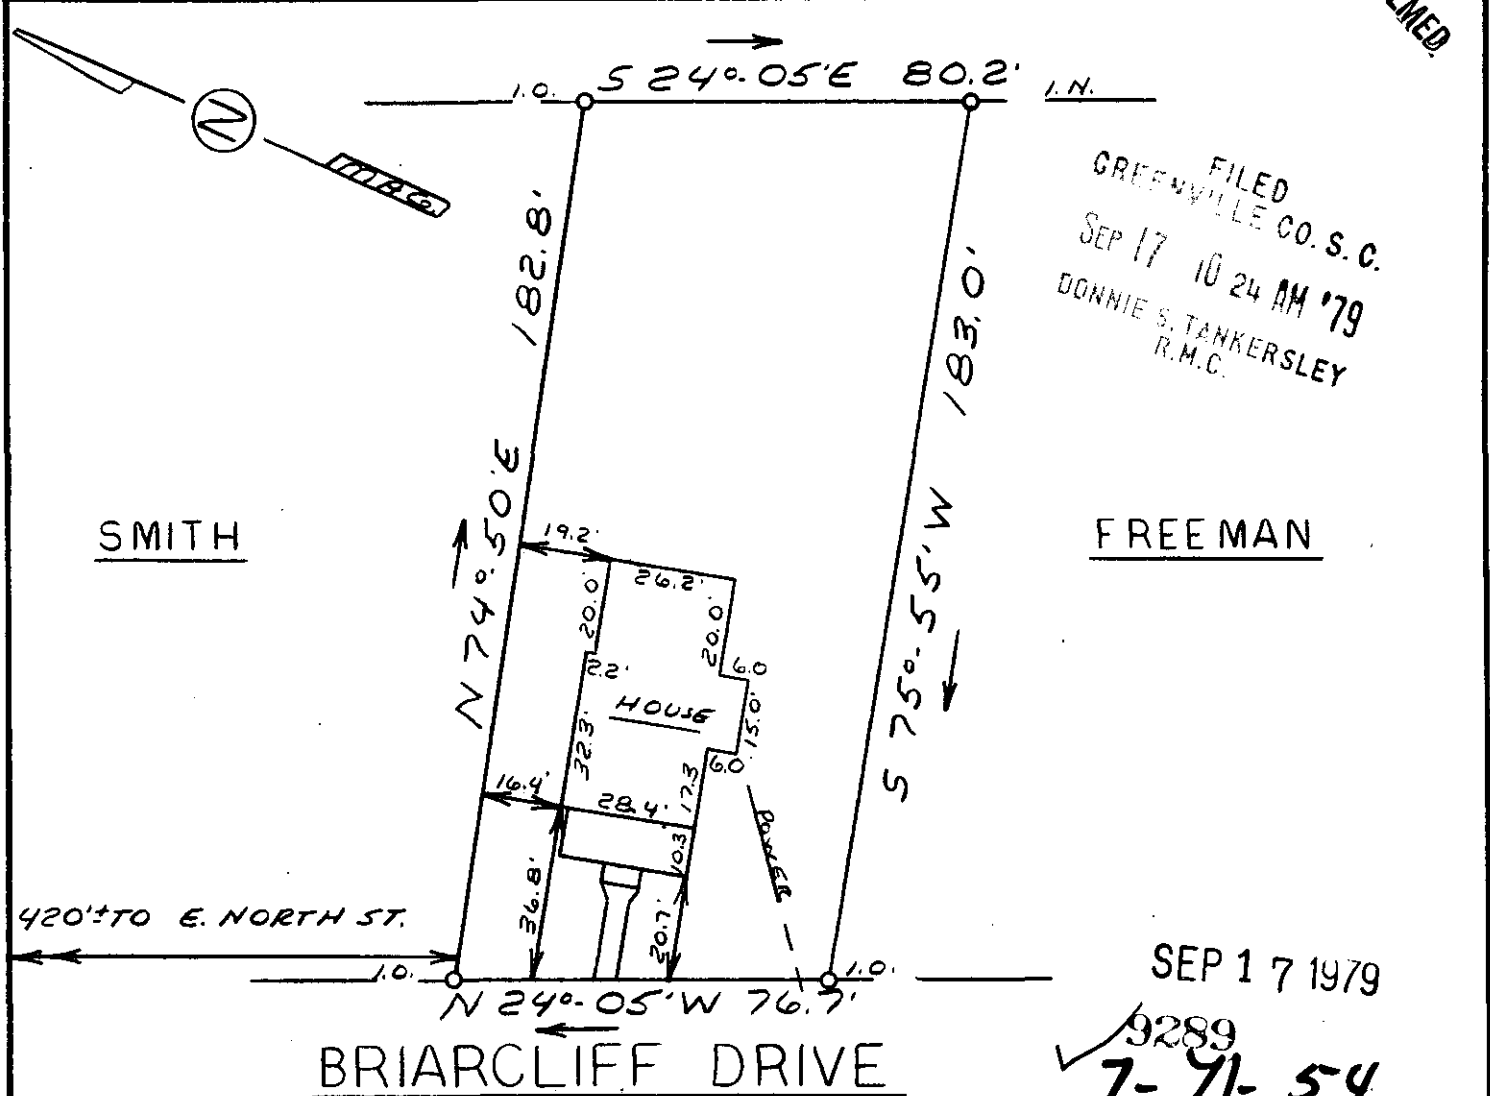 S 24°-05'E 80.2'
I.O.
I.N.
N
M.B.G.
FILED
GREENVILLE CO. S. C.
SEP 17 10 24 AM '79
DONNIE S. TANKERSLEY
R.M.C.
182.8'
N 74°-50'E
183.0'
S 75°-55'W
SMITH
FREEMAN
19.2'
26.2'
20.0
20.0
2.2'
6.0
HOUSE
32.3'
15.0'
6.0
16.4'
28.4'
17.3
10.3
POWER
36.8'
20.7'
420'± TO E. NORTH ST.
I.O.
I.O.
N 24°-05'W 76.7'
BRIARCLIFF DRIVE
SEP 17 1979
9289